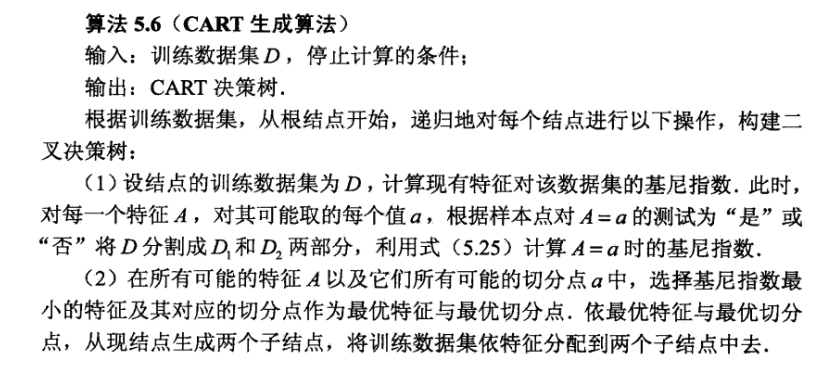 算法 5.6（CART 生成算法）
输入：训练数据集 D，停止计算的条件；
输出：CART 决策树．
根据训练数据集，从根结点开始，递归地对每个结点进行以下操作，构建二
叉决策树：
（1）设结点的训练数据集为 D，计算现有特征对该数据集的基尼指数．此时，
对每一个特征 A，对其可能取的每个值 a，根据样本点对 A = a 的测试为“是”或
“否”将 D 分割成 D₁ 和 D₂ 两部分，利用式（5.25）计算 A = a 时的基尼指数．
（2）在所有可能的特征 A 以及它们所有可能的切分点 a 中，选择基尼指数最
小的特征及其对应的切分点作为最优特征与最优切分点．依最优特征与最优切分
点，从现结点生成两个子结点，将训练数据集依特征分配到两个子结点中去．